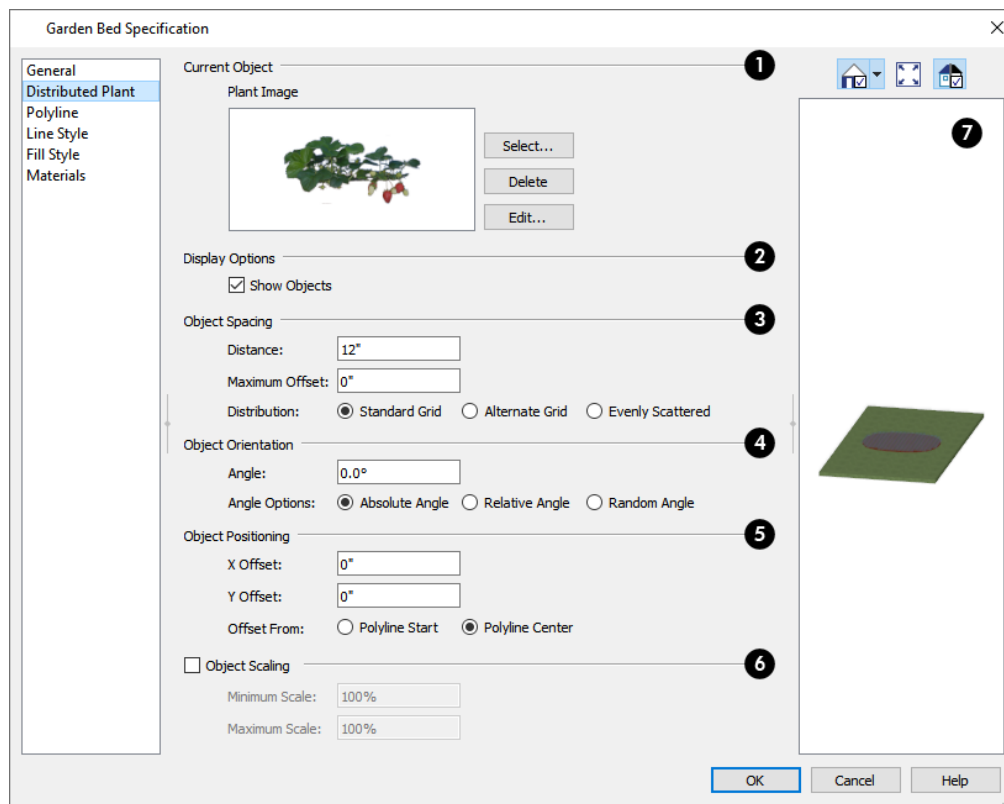 Garden Bed Specification
General
Distributed Plant
Polyline
Line Style
Fill Style
Materials
Current Object 1
Plant Image
Select...
Delete
Edit...
Display Options 2
Show Objects
Object Spacing 3
Distance: 12"
Maximum Offset: 0"
Distribution: Standard Grid Alternate Grid Evenly Scattered
Object Orientation 4
Angle: 0.0°
Angle Options: Absolute Angle Relative Angle Random Angle
Object Positioning 5
X Offset: 0"
Y Offset: 0"
Offset From: Polyline Start Polyline Center
Object Scaling 6
Minimum Scale: 100%
Maximum Scale: 100%
7
OK Cancel Help